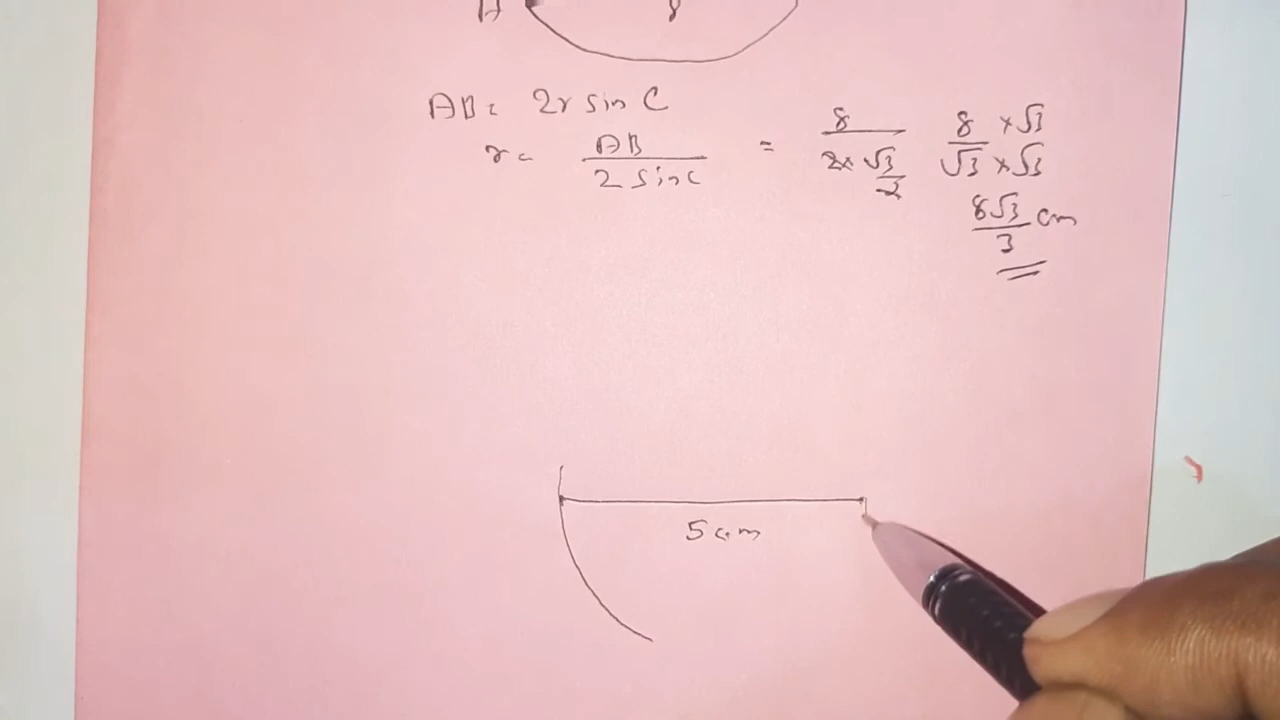 A 8
AB = 2r sin C
r = AB / 2 sin C = 8 / 2 × √3/2 8 × √3 / √3 × √3
8√3 / 3 cm
5 cm